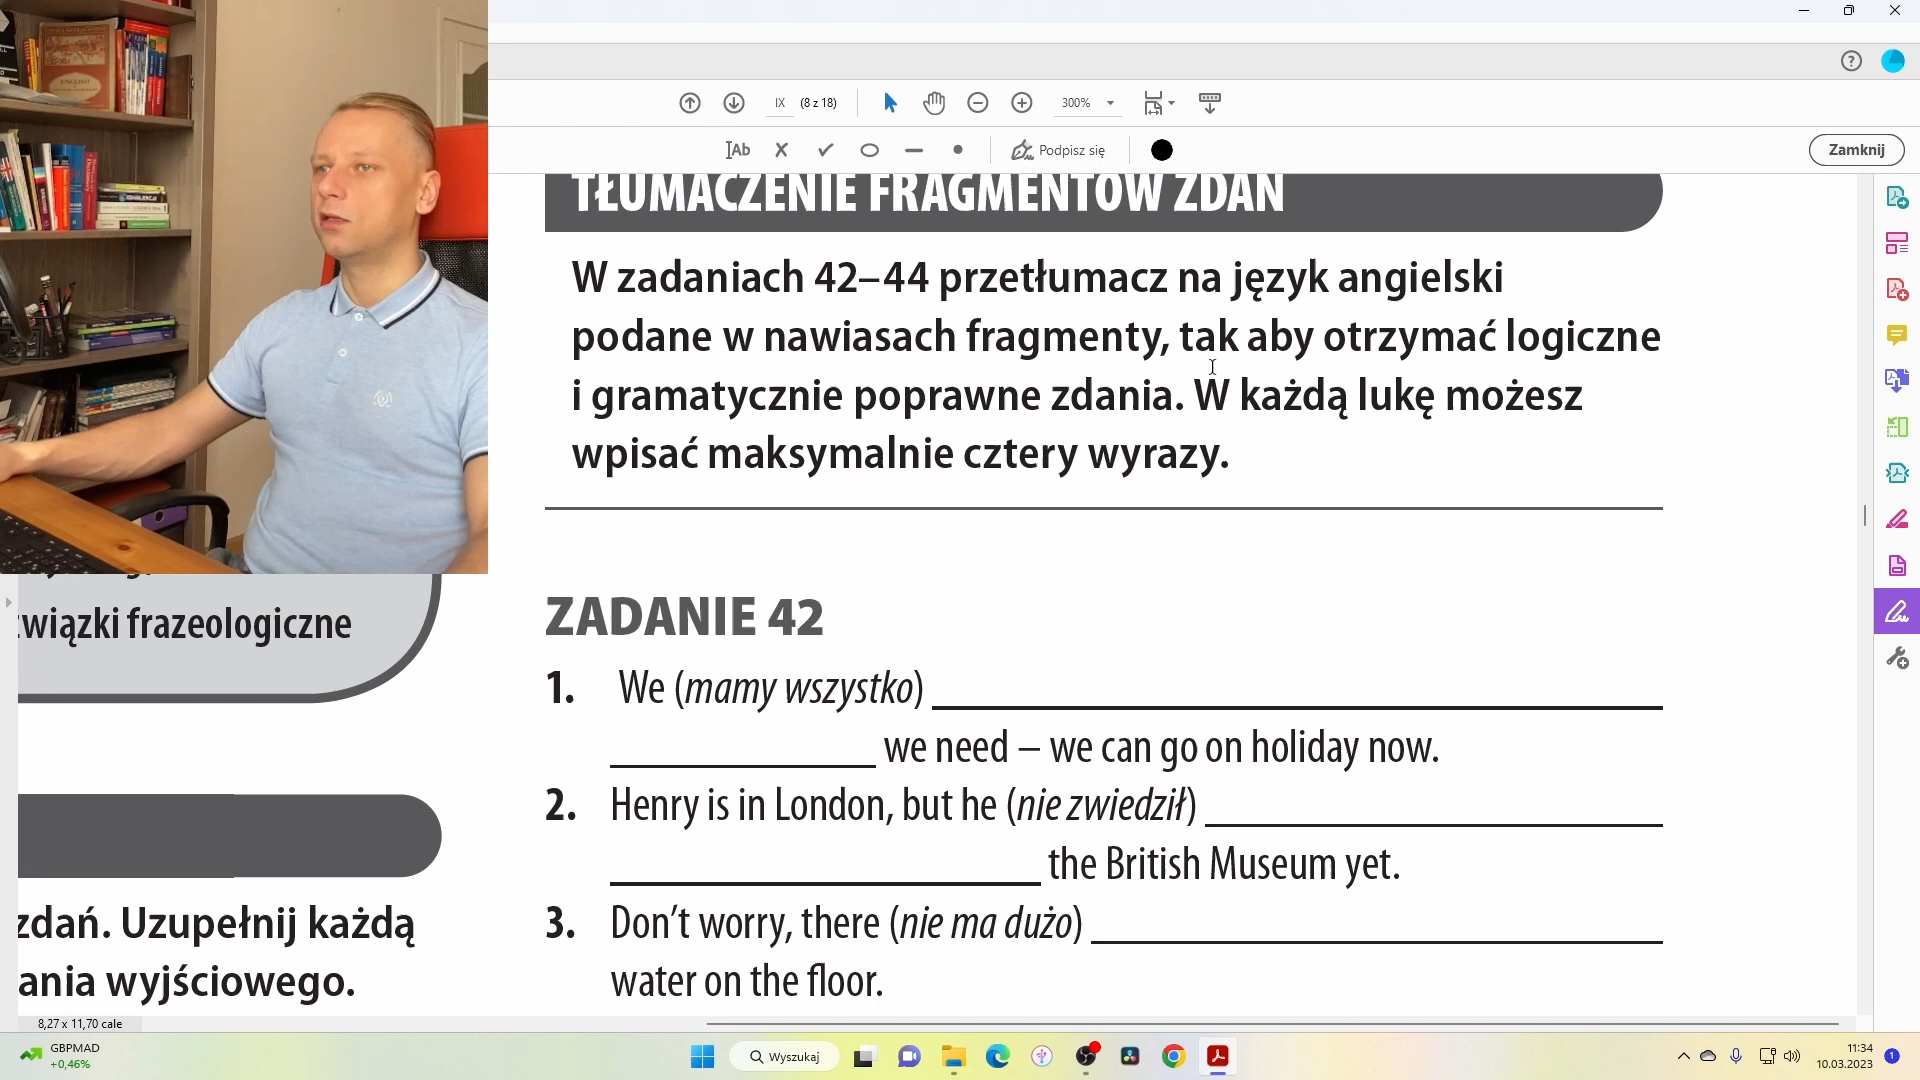 IX (8 z 18) 300%
Ab Podpisz się Zamknij
TŁUMACZENIE FRAGMENTÓW ZDAŃ
W zadaniach 42–44 przetłumacz na język angielski
podane w nawiasach fragmenty, tak aby otrzymać logiczne
i gramatycznie poprawne zdania. W każdą lukę możesz
wpisać maksymalnie cztery wyrazy.
związki frazeologiczne
zdań. Uzupełnij każdą
ania wyjściowego.
ZADANIE 42
1. We (mamy wszystko)
we need – we can go on holiday now.
2. Henry is in London, but he (nie zwiedził)
the British Museum yet.
3. Don't worry, there (nie ma dużo)
water on the floor.
8,27 x 11,70 cale
GBPMAD
+0,46%
Wyszukaj
11:34
10.03.2023
1